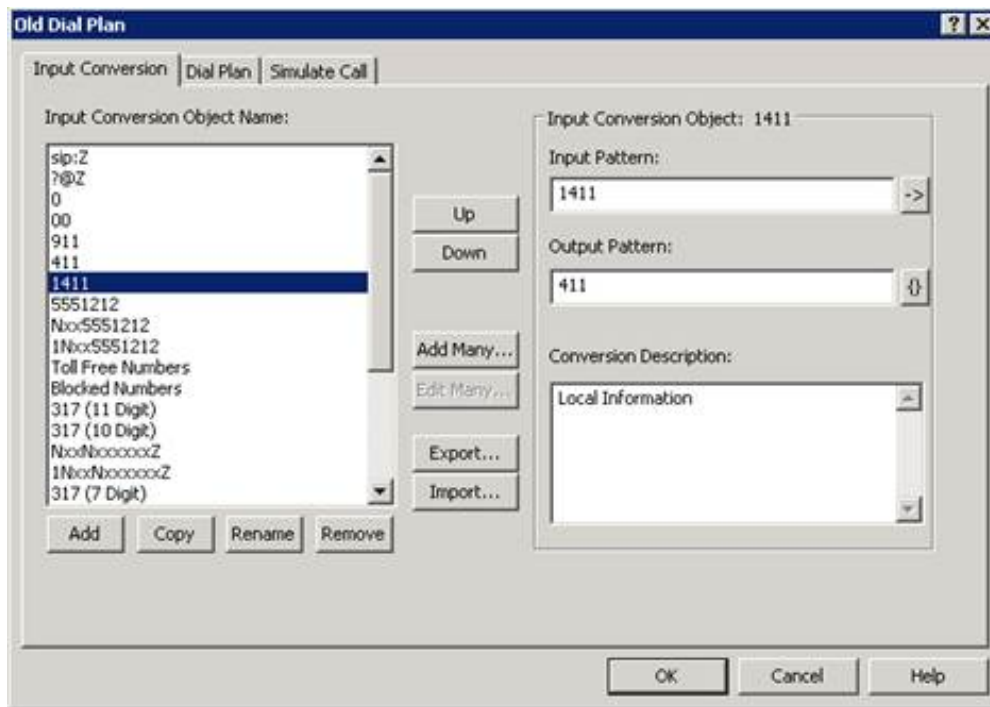 Old Dial Plan
? X
Input Conversion Dial Plan Simulate Call
Input Conversion Object Name:
sip:Z
?@Z
0
00
911
411
1411
5551212
Nxx5551212
1Nxx5551212
Toll Free Numbers
Blocked Numbers
317 (11 Digit)
317 (10 Digit)
NxxNxxxxxxZ
1NxxNxxxxxxZ
317 (7 Digit)
Add Copy Rename Remove
Up
Down
Add Many...
Edit Many...
Export...
Import...
Input Conversion Object: 1411
Input Pattern:
1411
->
Output Pattern:
411
{}
Conversion Description:
Local Information
OK Cancel Help